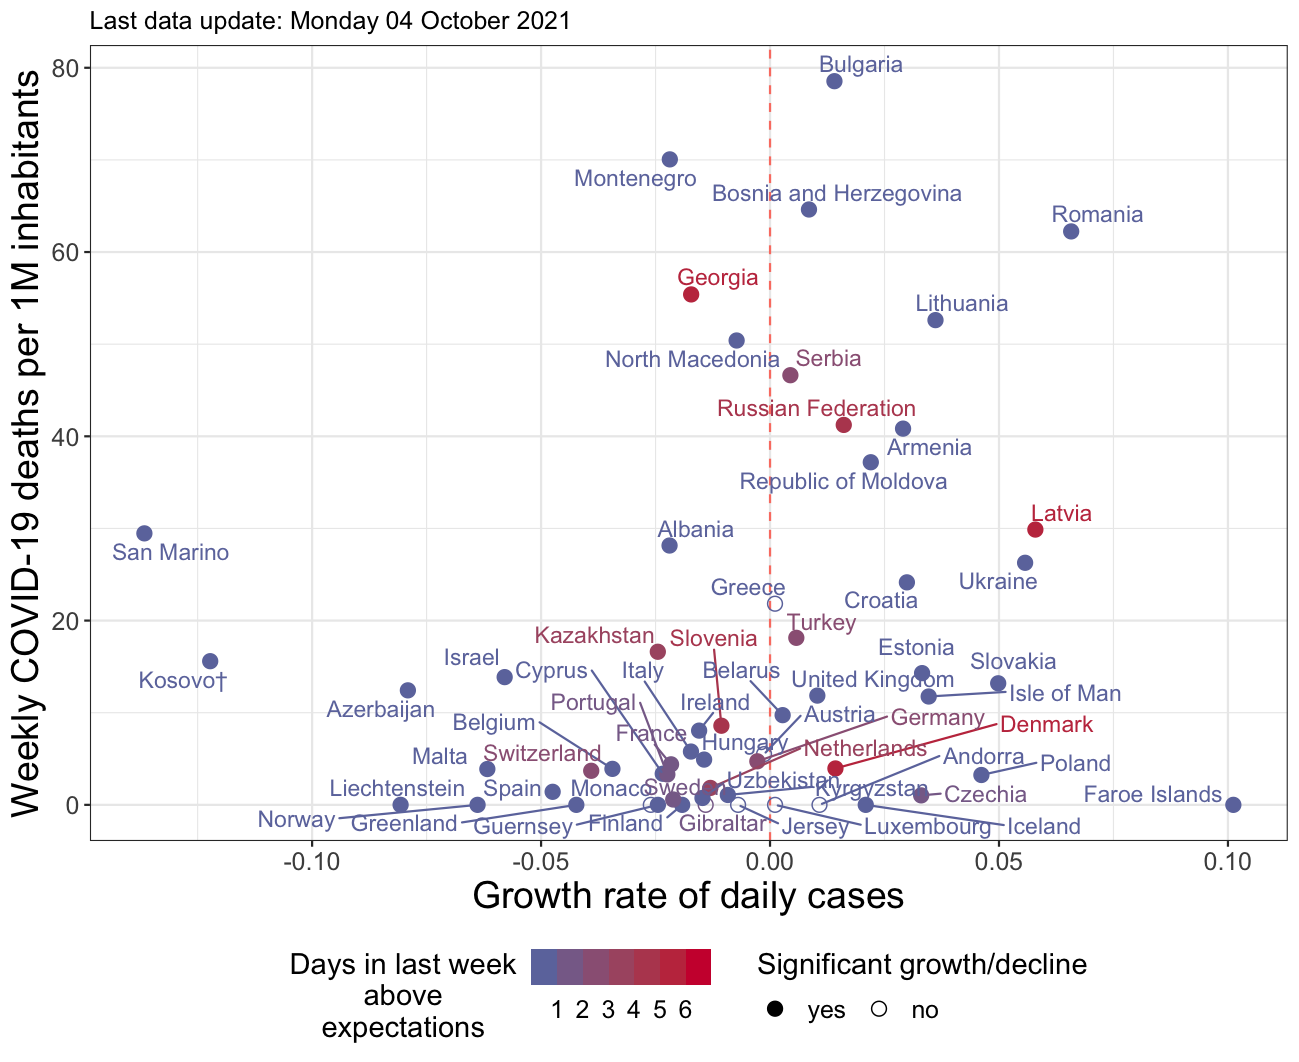 Last data update: Monday 04 October 2021
Weekly COVID-19 deaths per 1M inhabitants
80
60
40
20
0
Bulgaria
Montenegro
Bosnia and Herzegovina
Romania
Georgia
Lithuania
North Macedonia
Serbia
Russian Federation
Armenia
Republic of Moldova
Latvia
Albania
San Marino
Ukraine
Greece
Croatia
Turkey
Kazakhstan
Slovenia
Estonia
Israel
Cyprus
Italy
Belarus
Slovakia
Kosovo†
United Kingdom
Isle of Man
Azerbaijan
Portugal
Ireland
Austria
Germany
Belgium
Denmark
France
Hungary
Netherlands
Malta
Switzerland
Andorra
Poland
Liechtenstein
Spain
Monaco
Sweden
Uzbekistan
Kyrgyzstan
Czechia
Faroe Islands
Norway
Greenland
Guernsey
Finland
Gibraltar
Jersey
Luxembourg
Iceland
-0.10
-0.05
0.00
0.05
0.10
Growth rate of daily cases
Days in last week
above
expectations
1 2 3 4 5 6
Significant growth/decline
yes
no